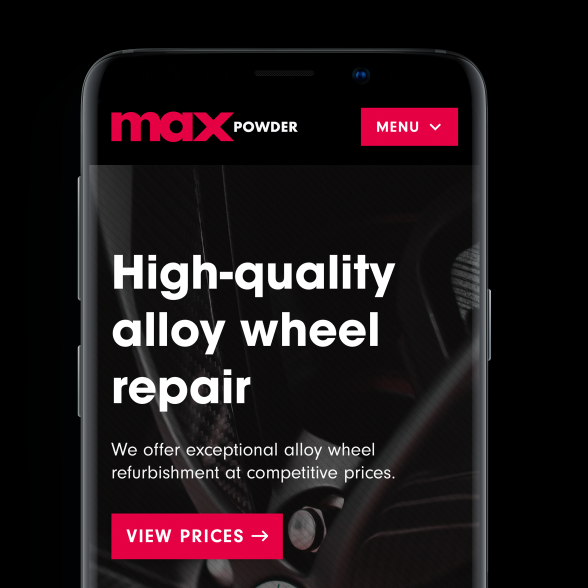 max POWDER
MENU
High-quality
alloy wheel
repair
We offer exceptional alloy wheel
refurbishment at competitive prices.
VIEW PRICES →